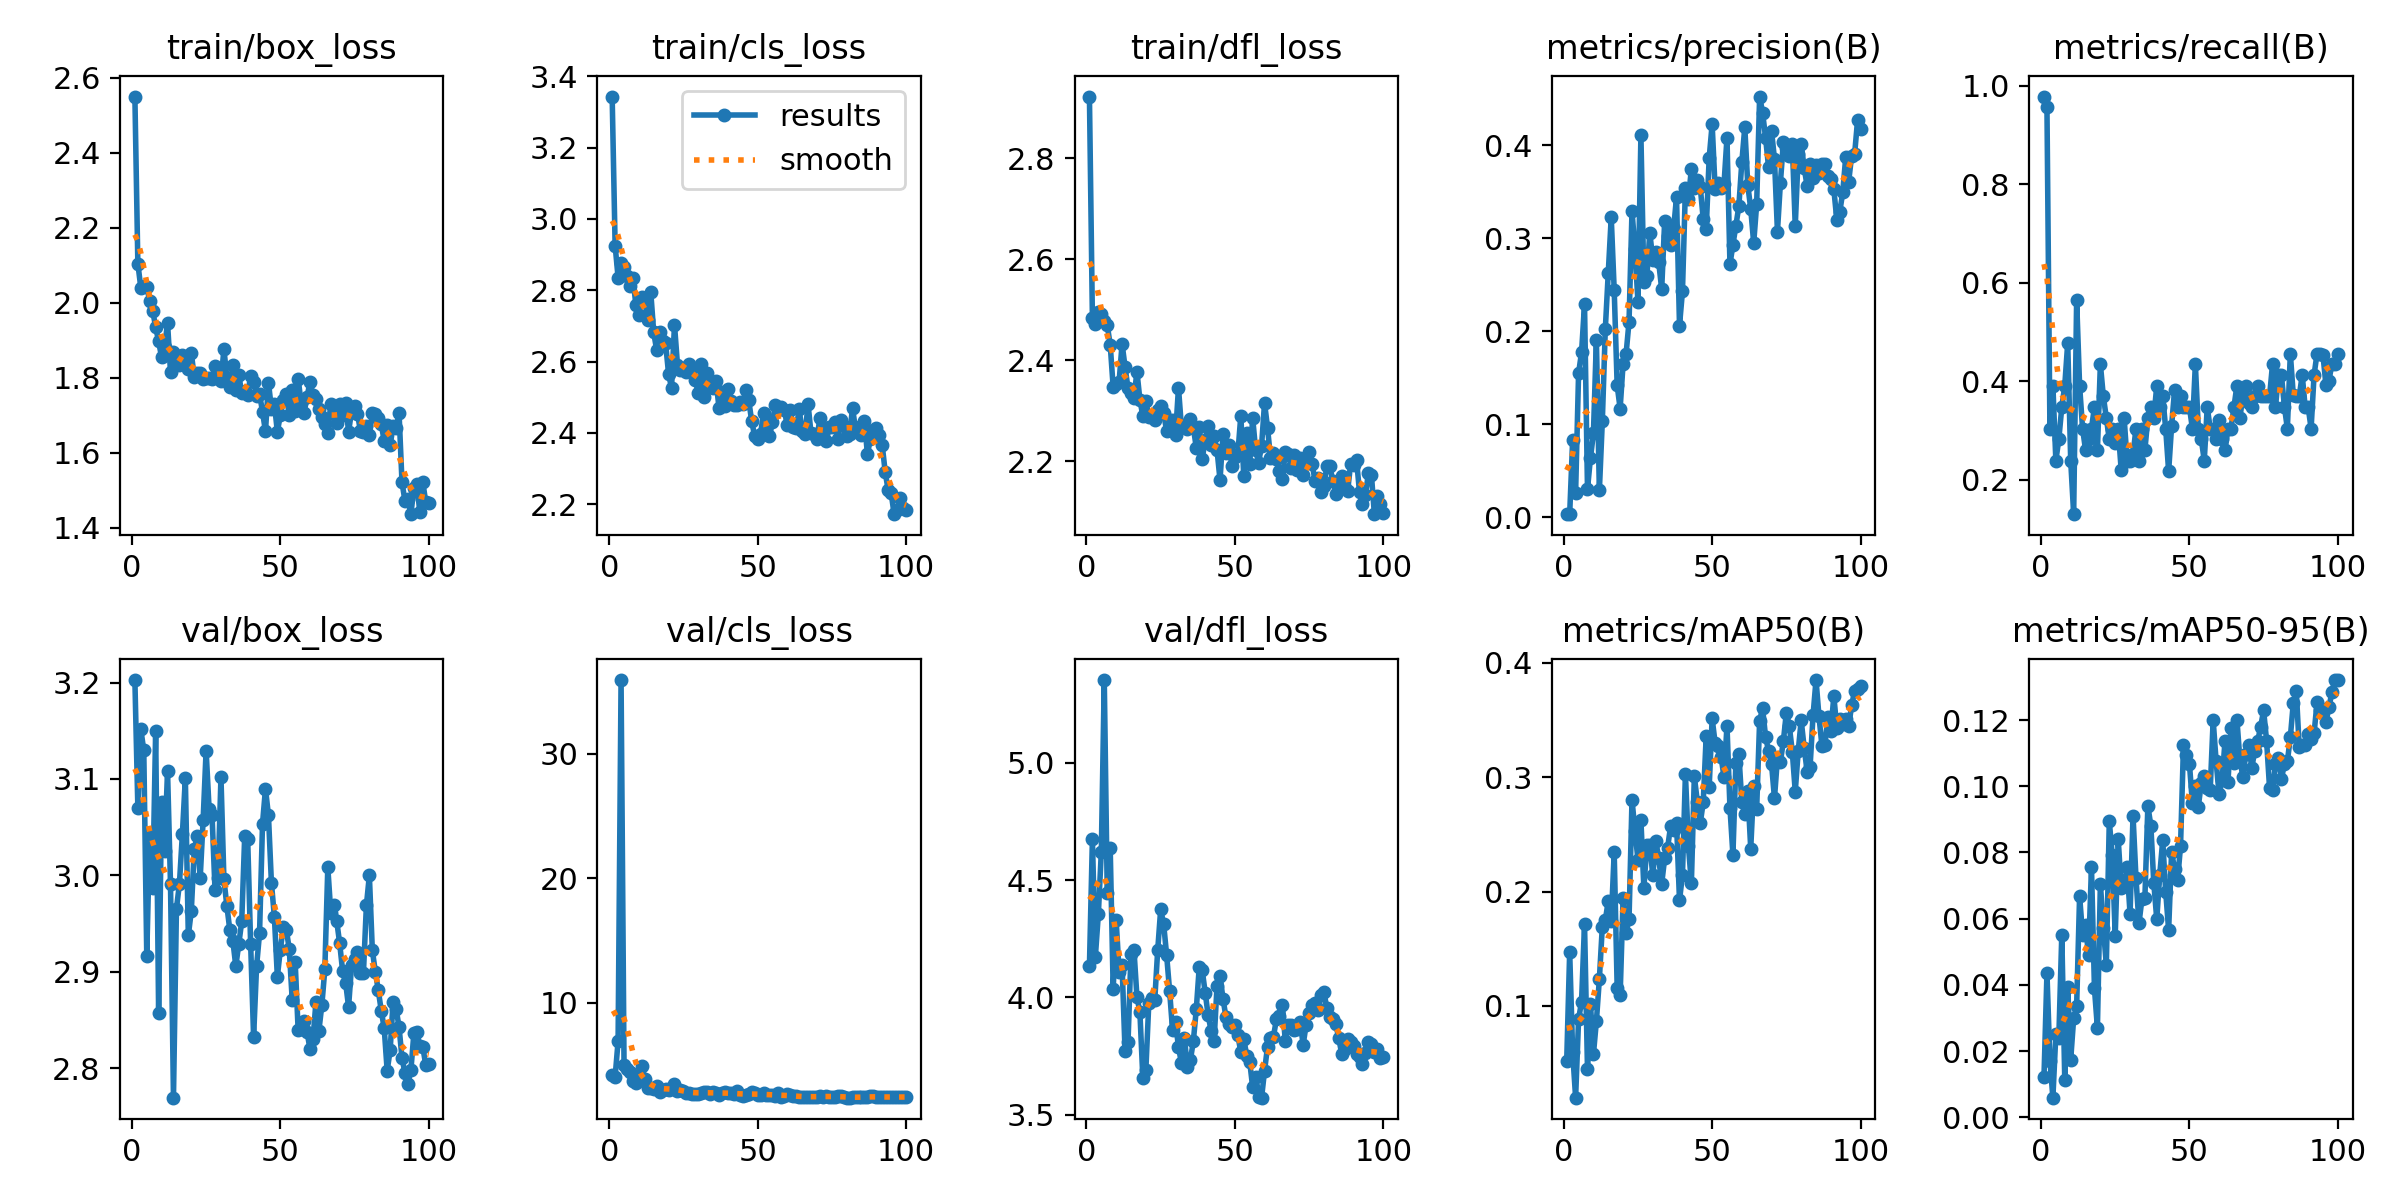 train/box_loss
2.6
2.4
2.2
2.0
1.8
1.6
1.4
0 50 100
train/cls_loss
results
smooth
3.4
3.2
3.0
2.8
2.6
2.4
2.2
0 50 100
train/dfl_loss
2.8
2.6
2.4
2.2
0 50 100
metrics/precision(B)
0.4
0.3
0.2
0.1
0.0
0 50 100
metrics/recall(B)
1.0
0.8
0.6
0.4
0.2
0 50 100
val/box_loss
3.2
3.1
3.0
2.9
2.8
0 50 100
val/cls_loss
30
20
10
0 50 100
val/dfl_loss
5.0
4.5
4.0
3.5
0 50 100
metrics/mAP50(B)
0.4
0.3
0.2
0.1
0 50 100
metrics/mAP50-95(B)
0.12
0.10
0.08
0.06
0.04
0.02
0.00
0 50 100